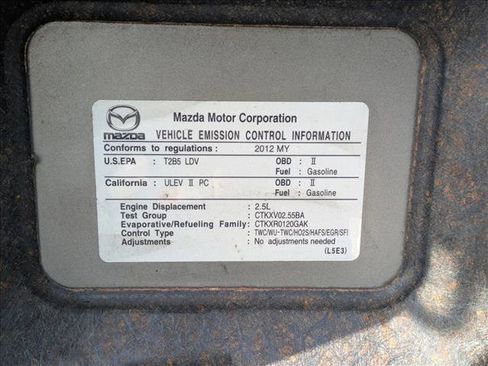 Mazda Motor Corporation
mazda VEHICLE EMISSION CONTROL INFORMATION
Conforms to regulations : 2012 MY
U.S.EPA : T2B5 LDV OBD : II
Fuel : Gasoline
California : ULEV II PC OBD : II
Fuel : Gasoline
Engine Displacement : 2.5L
Test Group : CTKXV02.55BA
Evaporative/Refueling Family: CTKXR0120GAK
Control Type : TWC/WU-TWC/HO2S/HAFS/EGR/SFI
Adjustments : No adjustments needed
(L5E3)